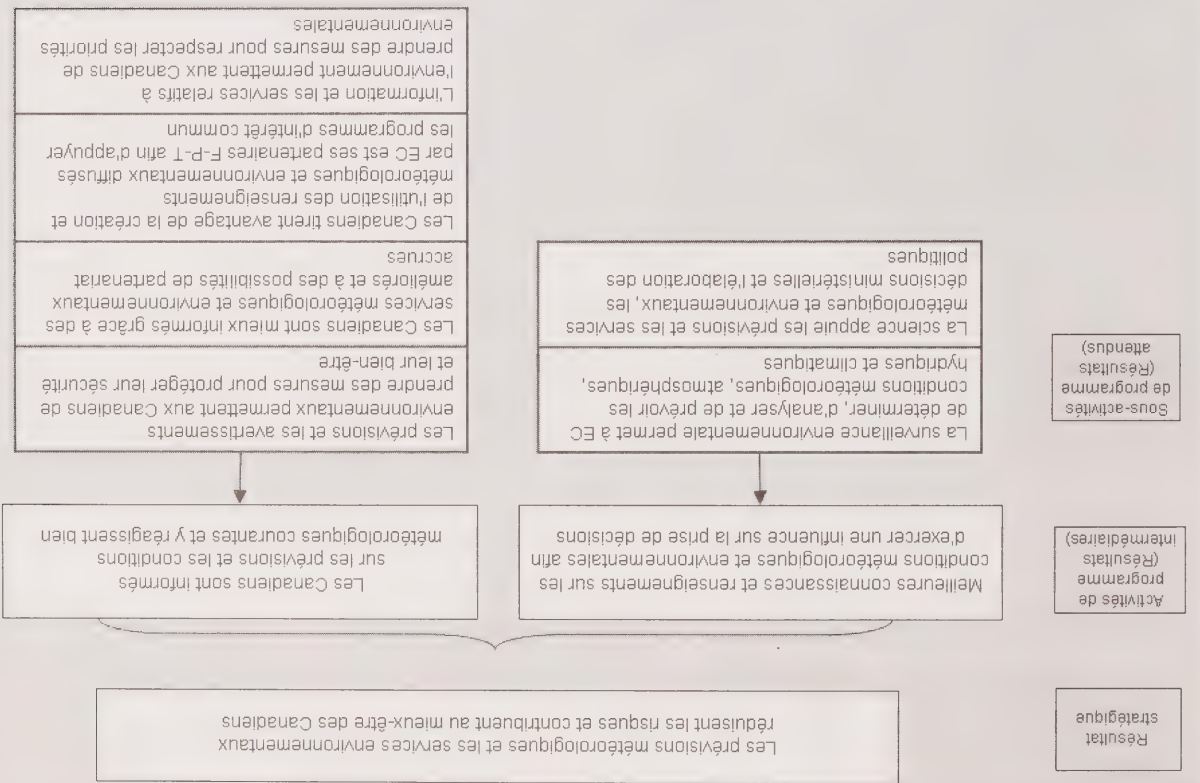 Résultat
stratégique
Les prévisions météorologiques et les services environnementaux
réduisent les risques et contribuent au mieux-être des Canadiens
Activités de
programme
(Résultats
intermédiaires)
Meilleures connaissances et renseignements sur les
conditions météorologiques et environnementales afin
d'exercer une influence sur la prise de décisions
Les Canadiens sont informés
sur les prévisions et les conditions
météorologiques courantes et y réagissent bien
Sous-activités
de programme
(Résultats
attendus)
La surveillance environnementale permet à EC
de déterminer, d'analyser et de prévoir les
conditions météorologiques, atmosphériques,
hydriques et climatiques
La science appuie les prévisions et les services
météorologiques et environnementaux, les
décisions ministérielles et l'élaboration des
politiques
Les prévisions et les avertissements
environnementaux permettent aux Canadiens de
prendre des mesures pour protéger leur sécurité
et leur bien-être
Les Canadiens sont mieux informés grâce à des
services météorologiques et environnementaux
améliorés et à des possibilités de partenariat
accrues
Les Canadiens tirent avantage de la création et
de l'utilisation des renseignements
météorologiques et environnementaux diffusés
par EC est ses partenaires F-P-T afin d'appuyer
les programmes d'intérêt commun
L'information et les services relatifs à
l'environnement permettent aux Canadiens de
prendre des mesures pour respecter les priorités
environnementales